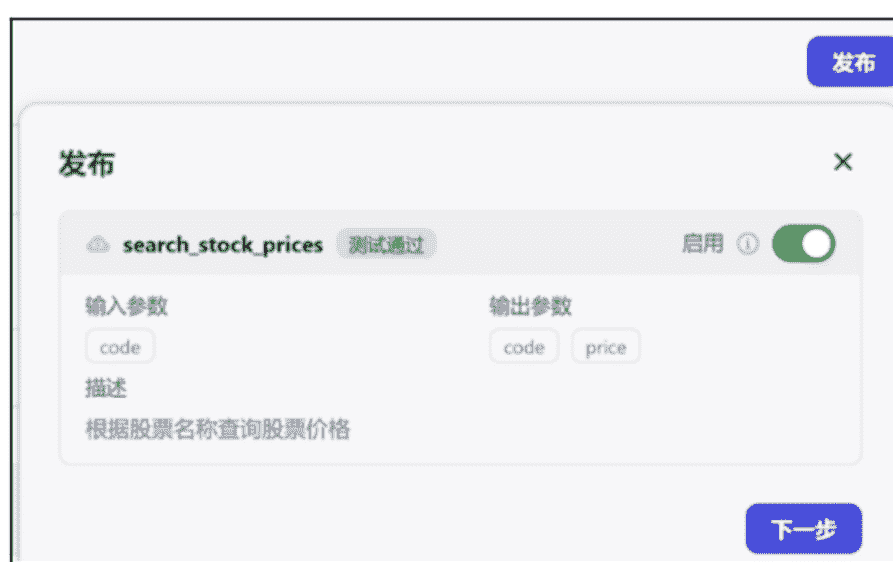 发布
发布
search_stock_prices 测试通过 启用
输入参数 输出参数
code code price
描述
根据股票名称查询股票价格
下一步